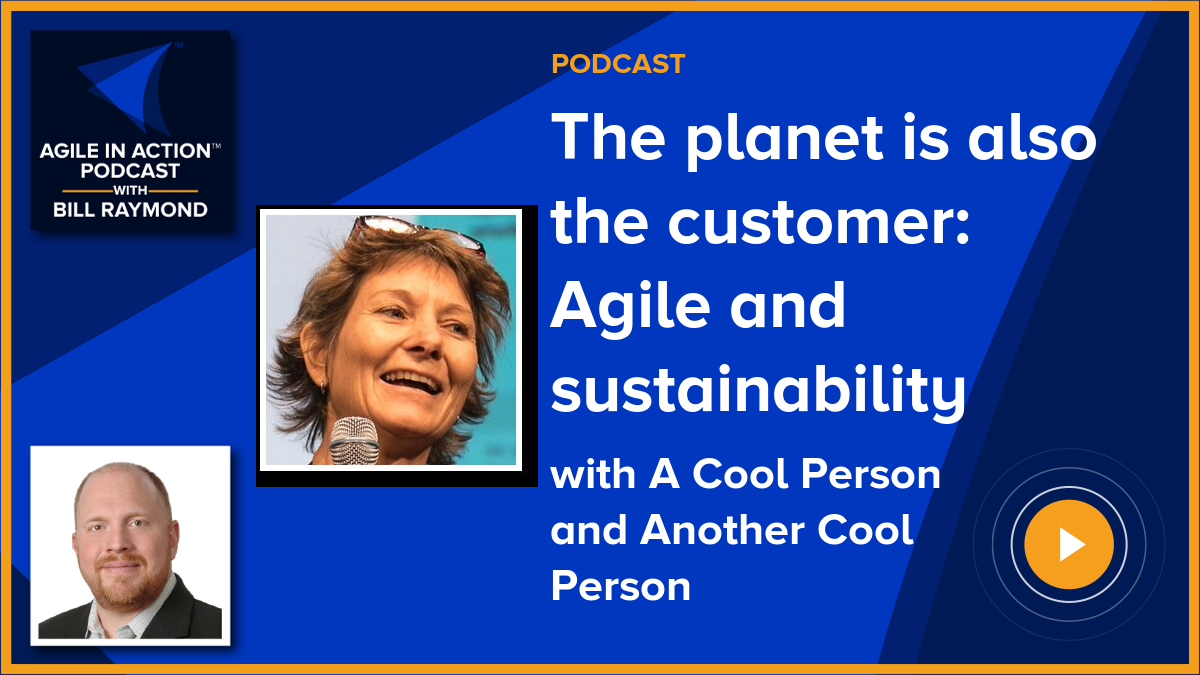 AGILE IN ACTION™
PODCAST
WITH
BILL RAYMOND
PODCAST
The planet is also
the customer:
Agile and
sustainability
with A Cool Person
and Another Cool
Person